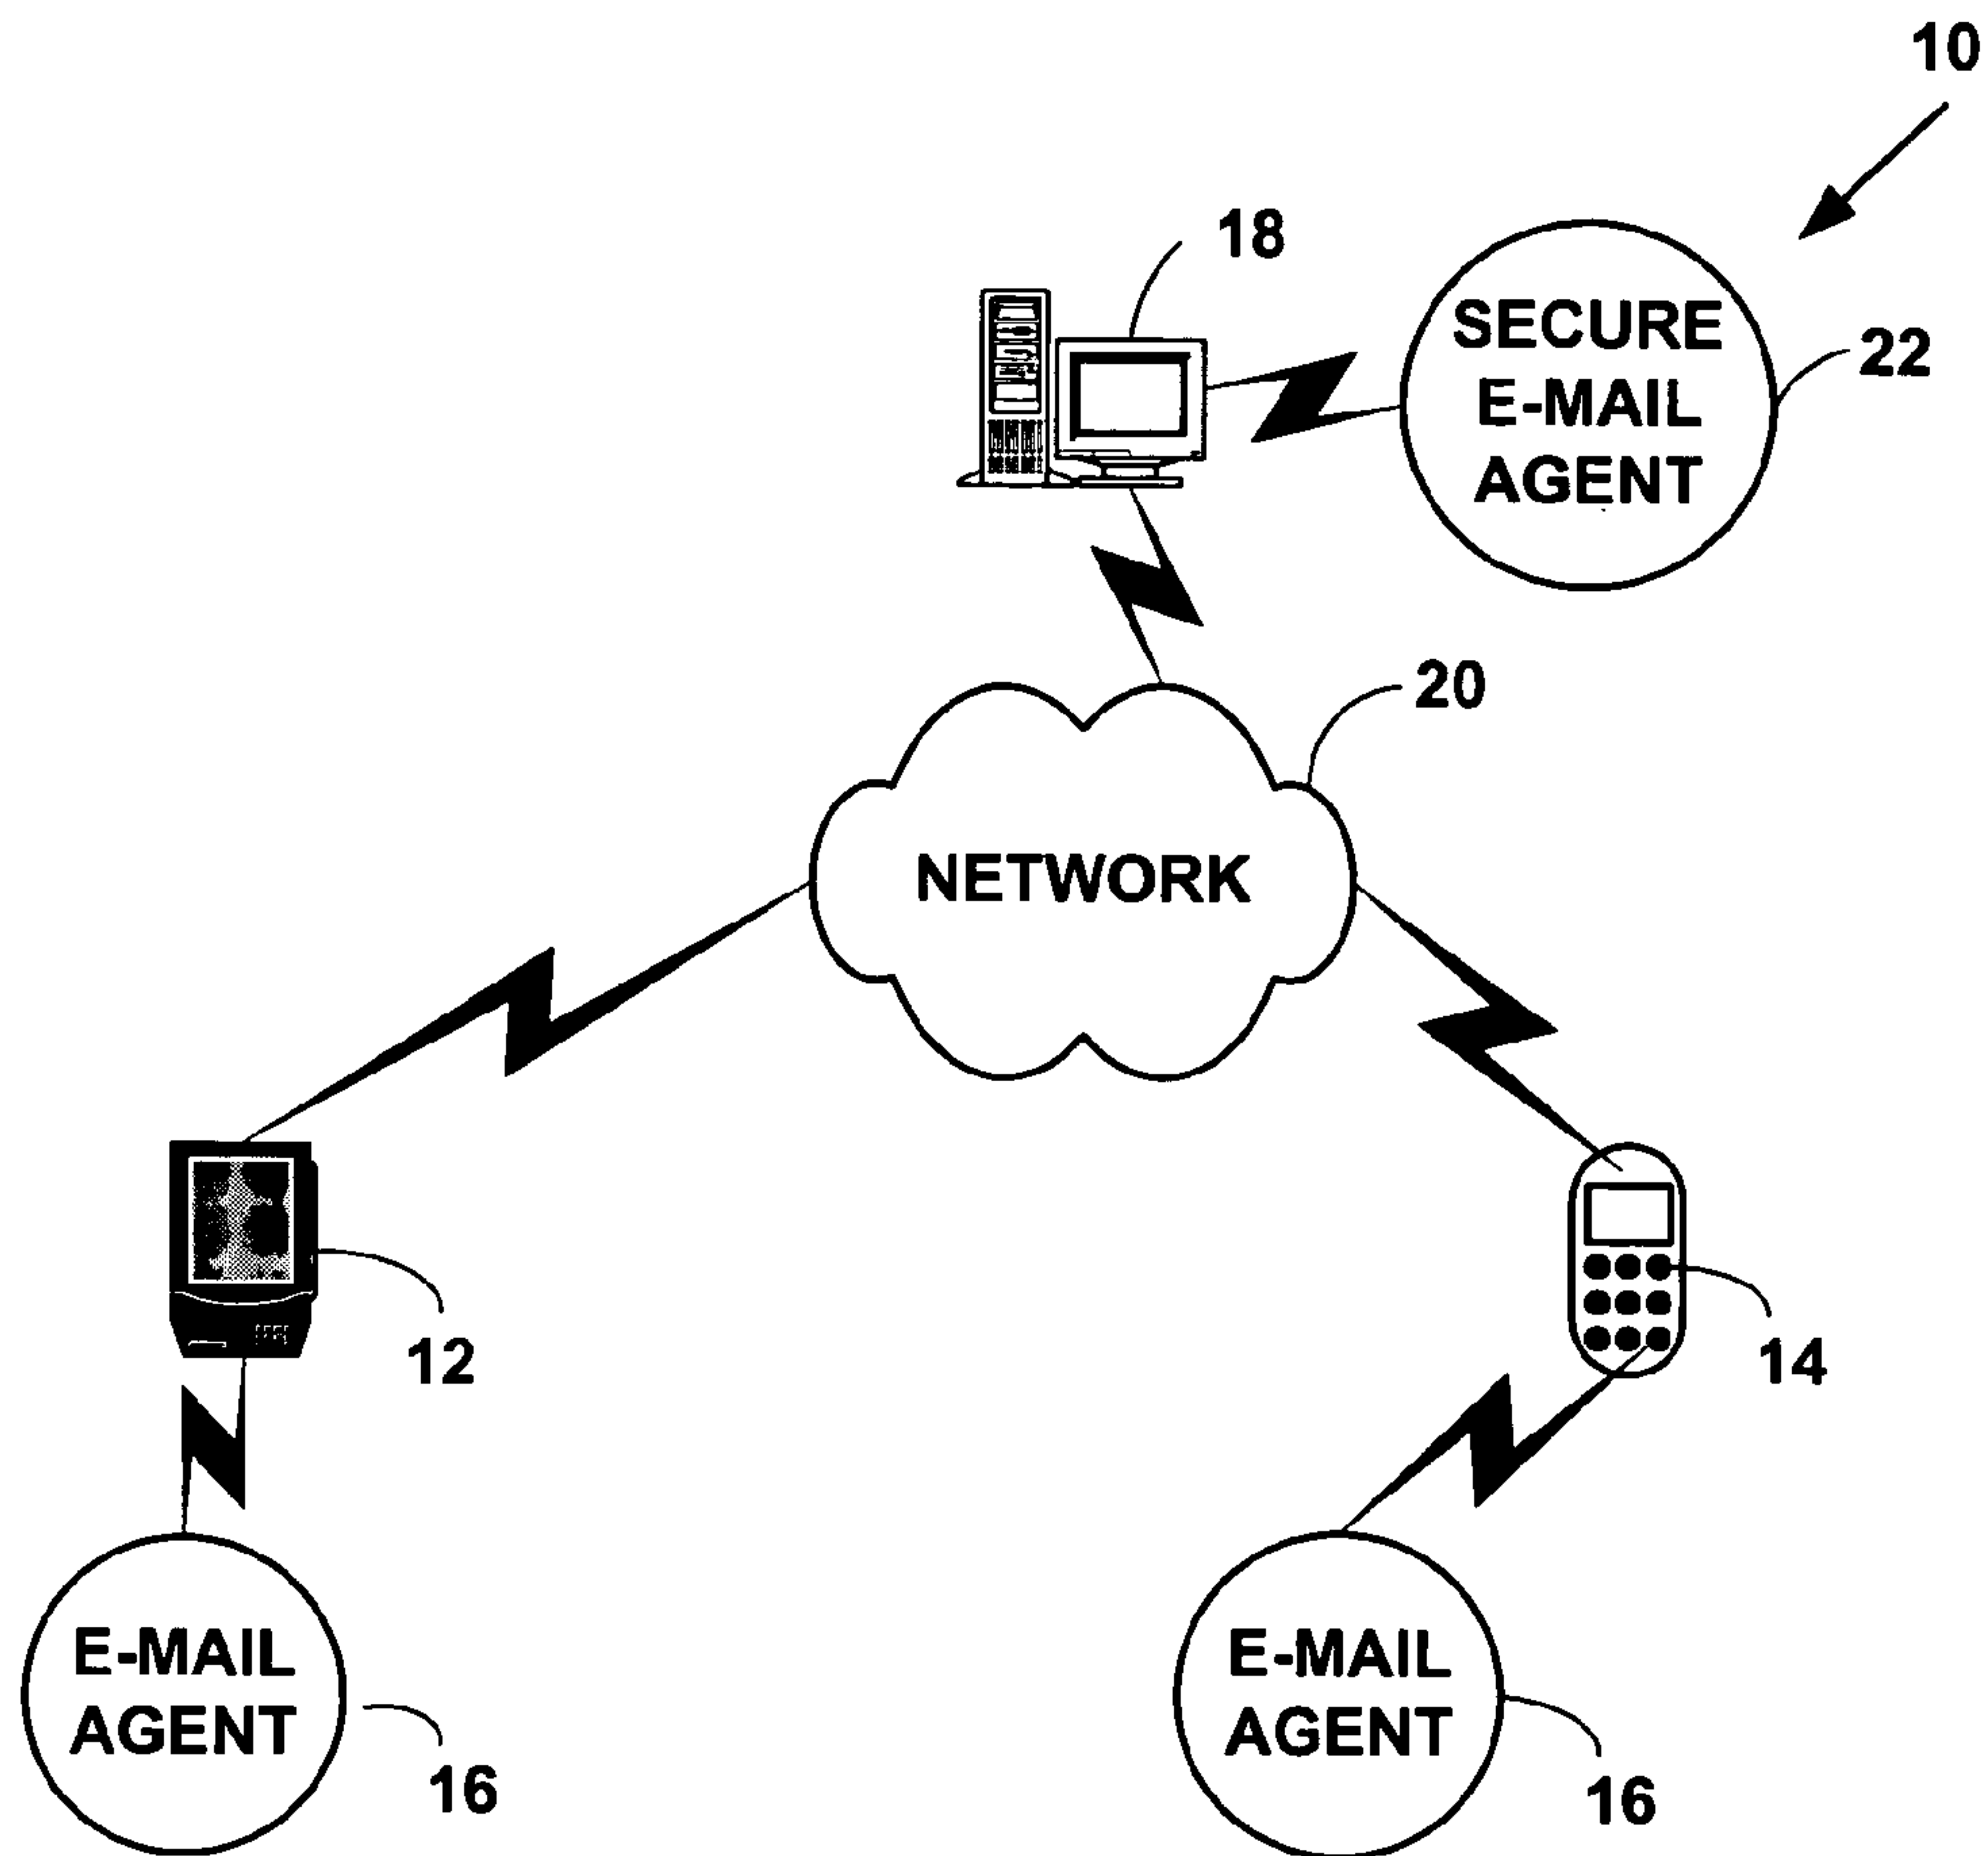 10
18
SECURE
E-MAIL
AGENT
22
20
NETWORK
12
14
E-MAIL
AGENT
16
E-MAIL
AGENT
16